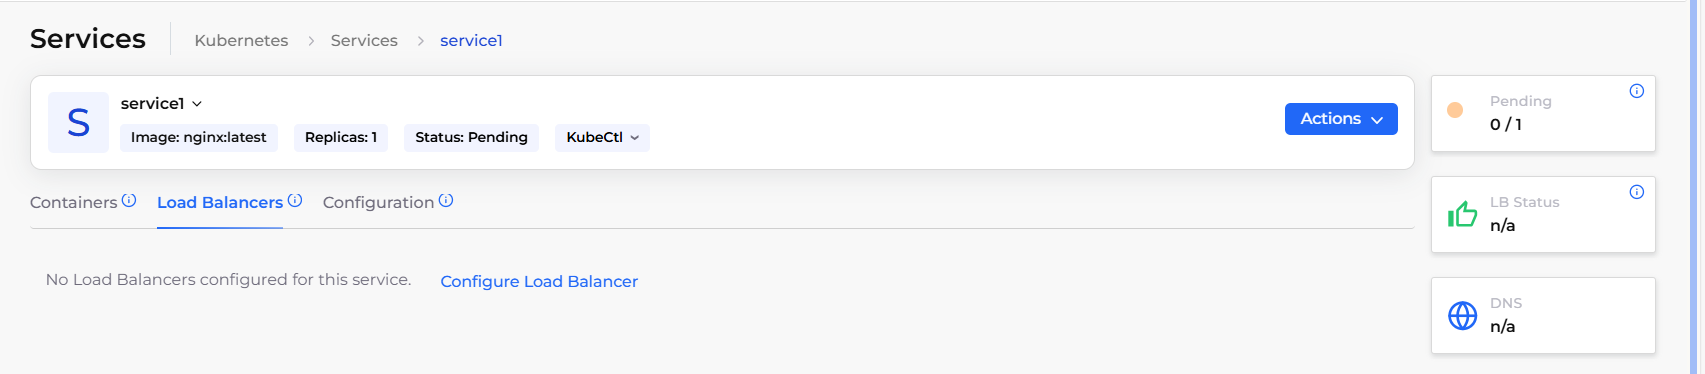 Services
Kubernetes > Services > service1
S
service1
Image: nginx:latest
Replicas: 1
Status: Pending
KubeCtl
Actions
Containers
Load Balancers
Configuration
No Load Balancers configured for this service. Configure Load Balancer
Pending
0 / 1
LB Status
n/a
DNS
n/a